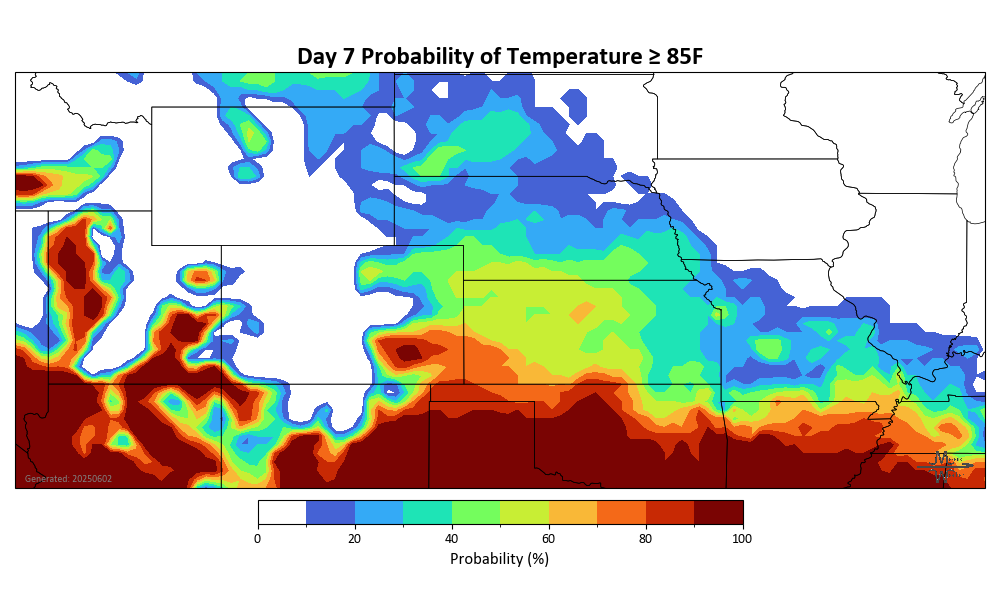 Day 7 Probability of Temperature ≥ 85F
Generated: 20250602
0 20 40 60 80 100
Probability (%)